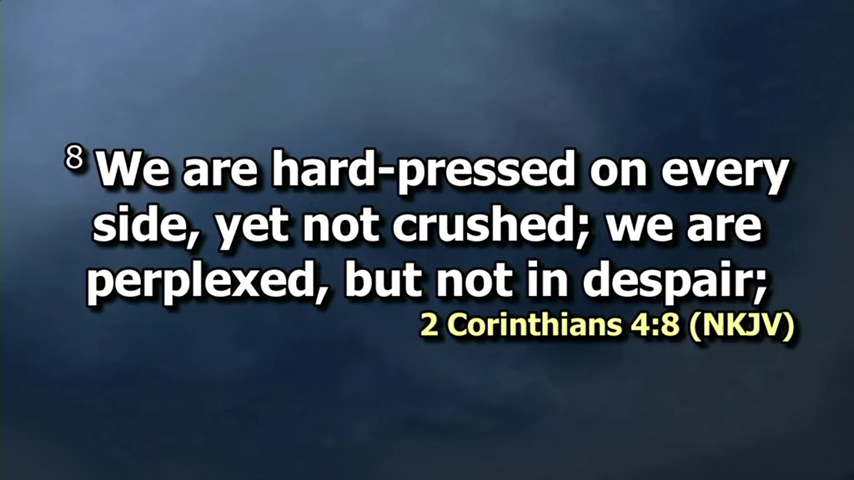 8 We are hard-pressed on every
side, yet not crushed; we are
perplexed, but not in despair;
2 Corinthians 4:8 (NKJV)